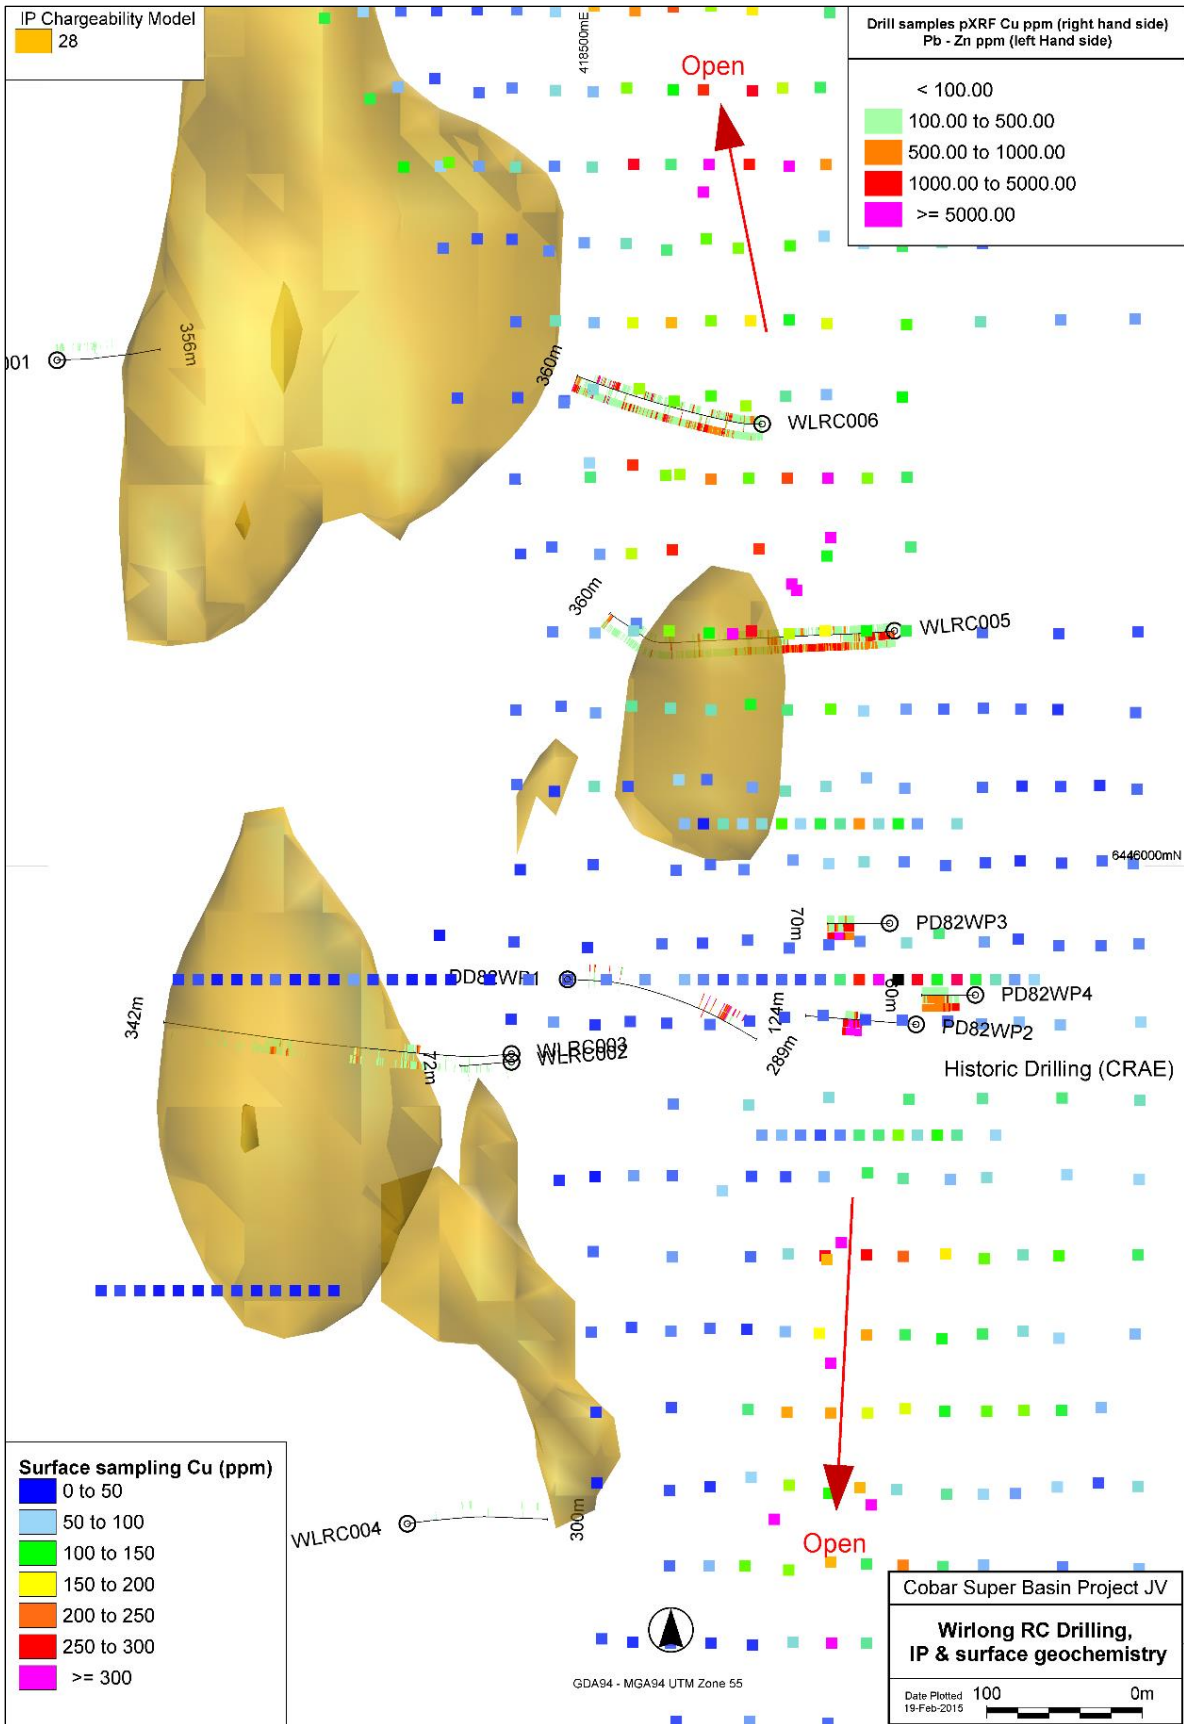 IP Chargeability Model
28
418500mE
Drill samples pXRF Cu ppm (right hand side)
Pb - Zn ppm (left Hand side)
< 100.00
100.00 to 500.00
500.00 to 1000.00
1000.00 to 5000.00
>= 5000.00
Open
001
356m
360m
WLRC006
360m
WLRC005
6446000mN
70m
PD82WP3
DD82WP1
60m
PD82WP4
342m
124m
PD82WP2
289m
WLRC003
WLRC002
72m
Historic Drilling (CRAE)
Surface sampling Cu (ppm)
0 to 50
50 to 100
100 to 150
150 to 200
200 to 250
250 to 300
>= 300
WLRC004
300m
Open
GDA94 - MGA94 UTM Zone 55
Cobar Super Basin Project JV
Wirlong RC Drilling,
IP & surface geochemistry
Date Plotted
19-Feb-2015
100 0m